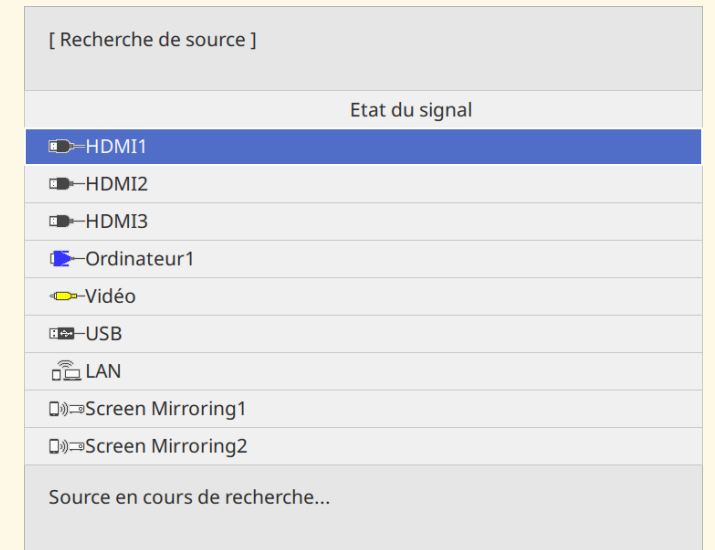 [ Recherche de source ]
Etat du signal
HDMI1
HDMI2
HDMI3
Ordinateur1
Vidéo
USB
LAN
Screen Mirroring1
Screen Mirroring2
Source en cours de recherche...